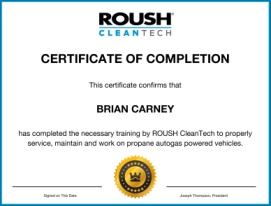 ROUSH
CLEANTECH
CERTIFICATE OF COMPLETION
This certificate confirms that
BRIAN CARNEY
has completed the necessary training by ROUSH CleanTech to properly
service, maintain and work on propane autogas powered vehicles.
Signed on This Date
Joseph Thompson, President